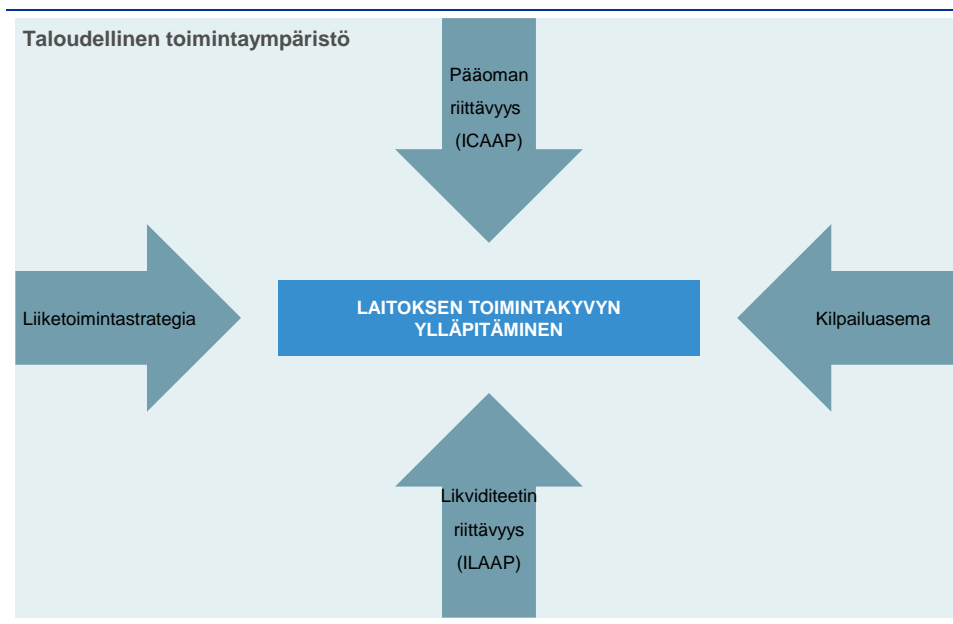 Taloudellinen toimintaympäristö
Pääoman
riittävyys
(ICAAP)
Liiketoimintastrategia
LAITOKSEN TOIMINTAKYVYN
YLLÄPITÄMINEN
Kilpailuasema
Likviditeetin
riittävyys
(ILAAP)